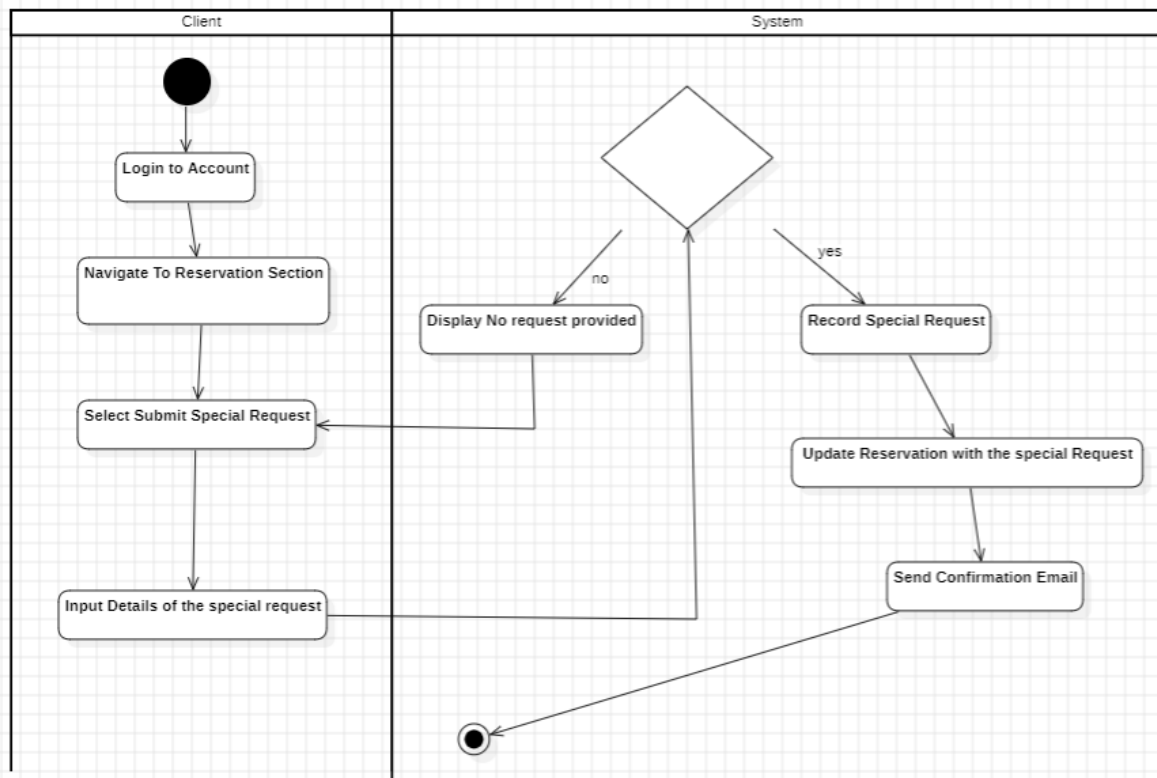 Client
System
Login to Account
Navigate To Reservation Section
Select Submit Special Request
Input Details of the special request
no
yes
Display No request provided
Record Special Request
Update Reservation with the special Request
Send Confirmation Email